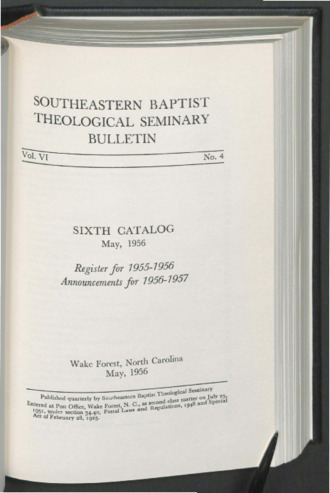 SOUTHEASTERN BAPTIST
THEOLOGICAL SEMINARY
BULLETIN
Vol. VI No. 4
SIXTH CATALOG
May, 1956
Register for 1955-1956
Announcements for 1956-1957
Wake Forest, North Carolina
May, 1956
Published quarterly by Southeastern Baptist Theological Seminary
Entered at Post Office, Wake Forest, N. C., as second class matter on July 23,
1951, under section 34.40, Postal Laws and Regulations, 1948 and Special
Act of February 28, 1925.